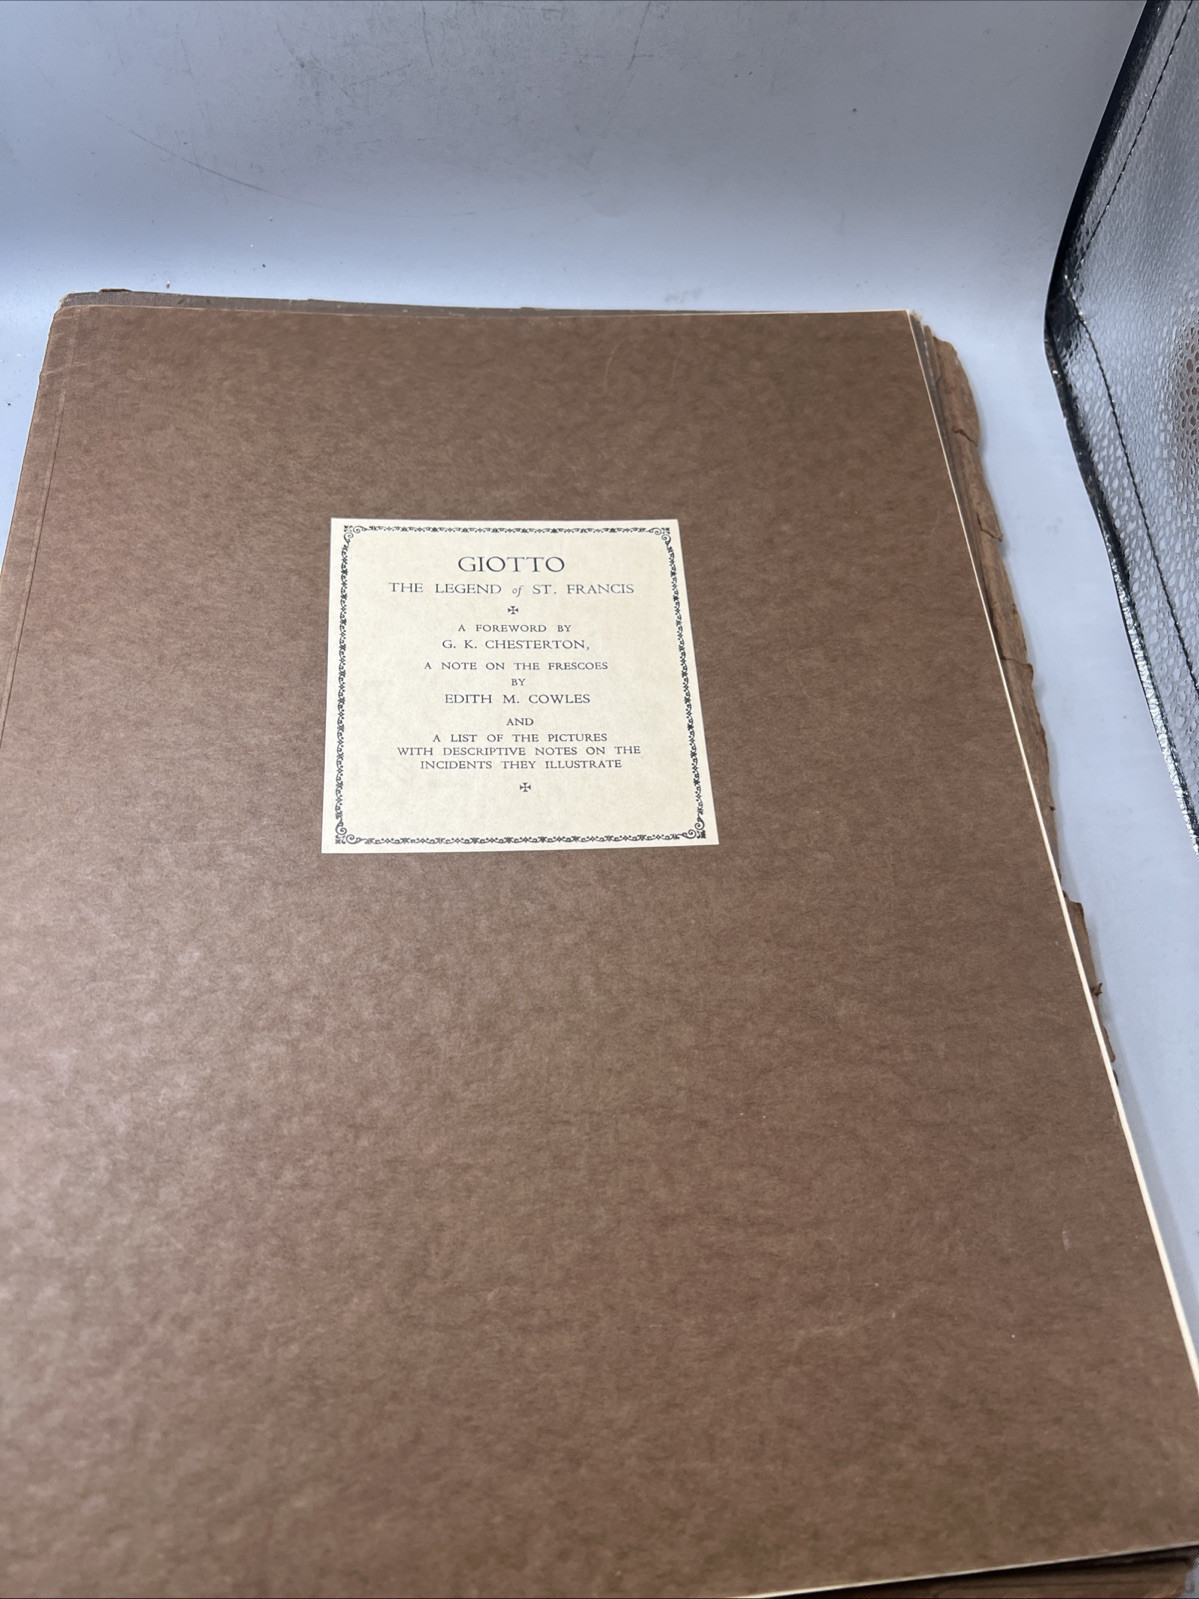 GIOTTO
THE LEGEND of ST. FRANCIS
A FOREWORD BY
G. K. CHESTERTON,
A NOTE ON THE FRESCOES
BY
EDITH M. COWLES
AND
A LIST OF THE PICTURES
WITH DESCRIPTIVE NOTES ON THE
INCIDENTS THEY ILLUSTRATE